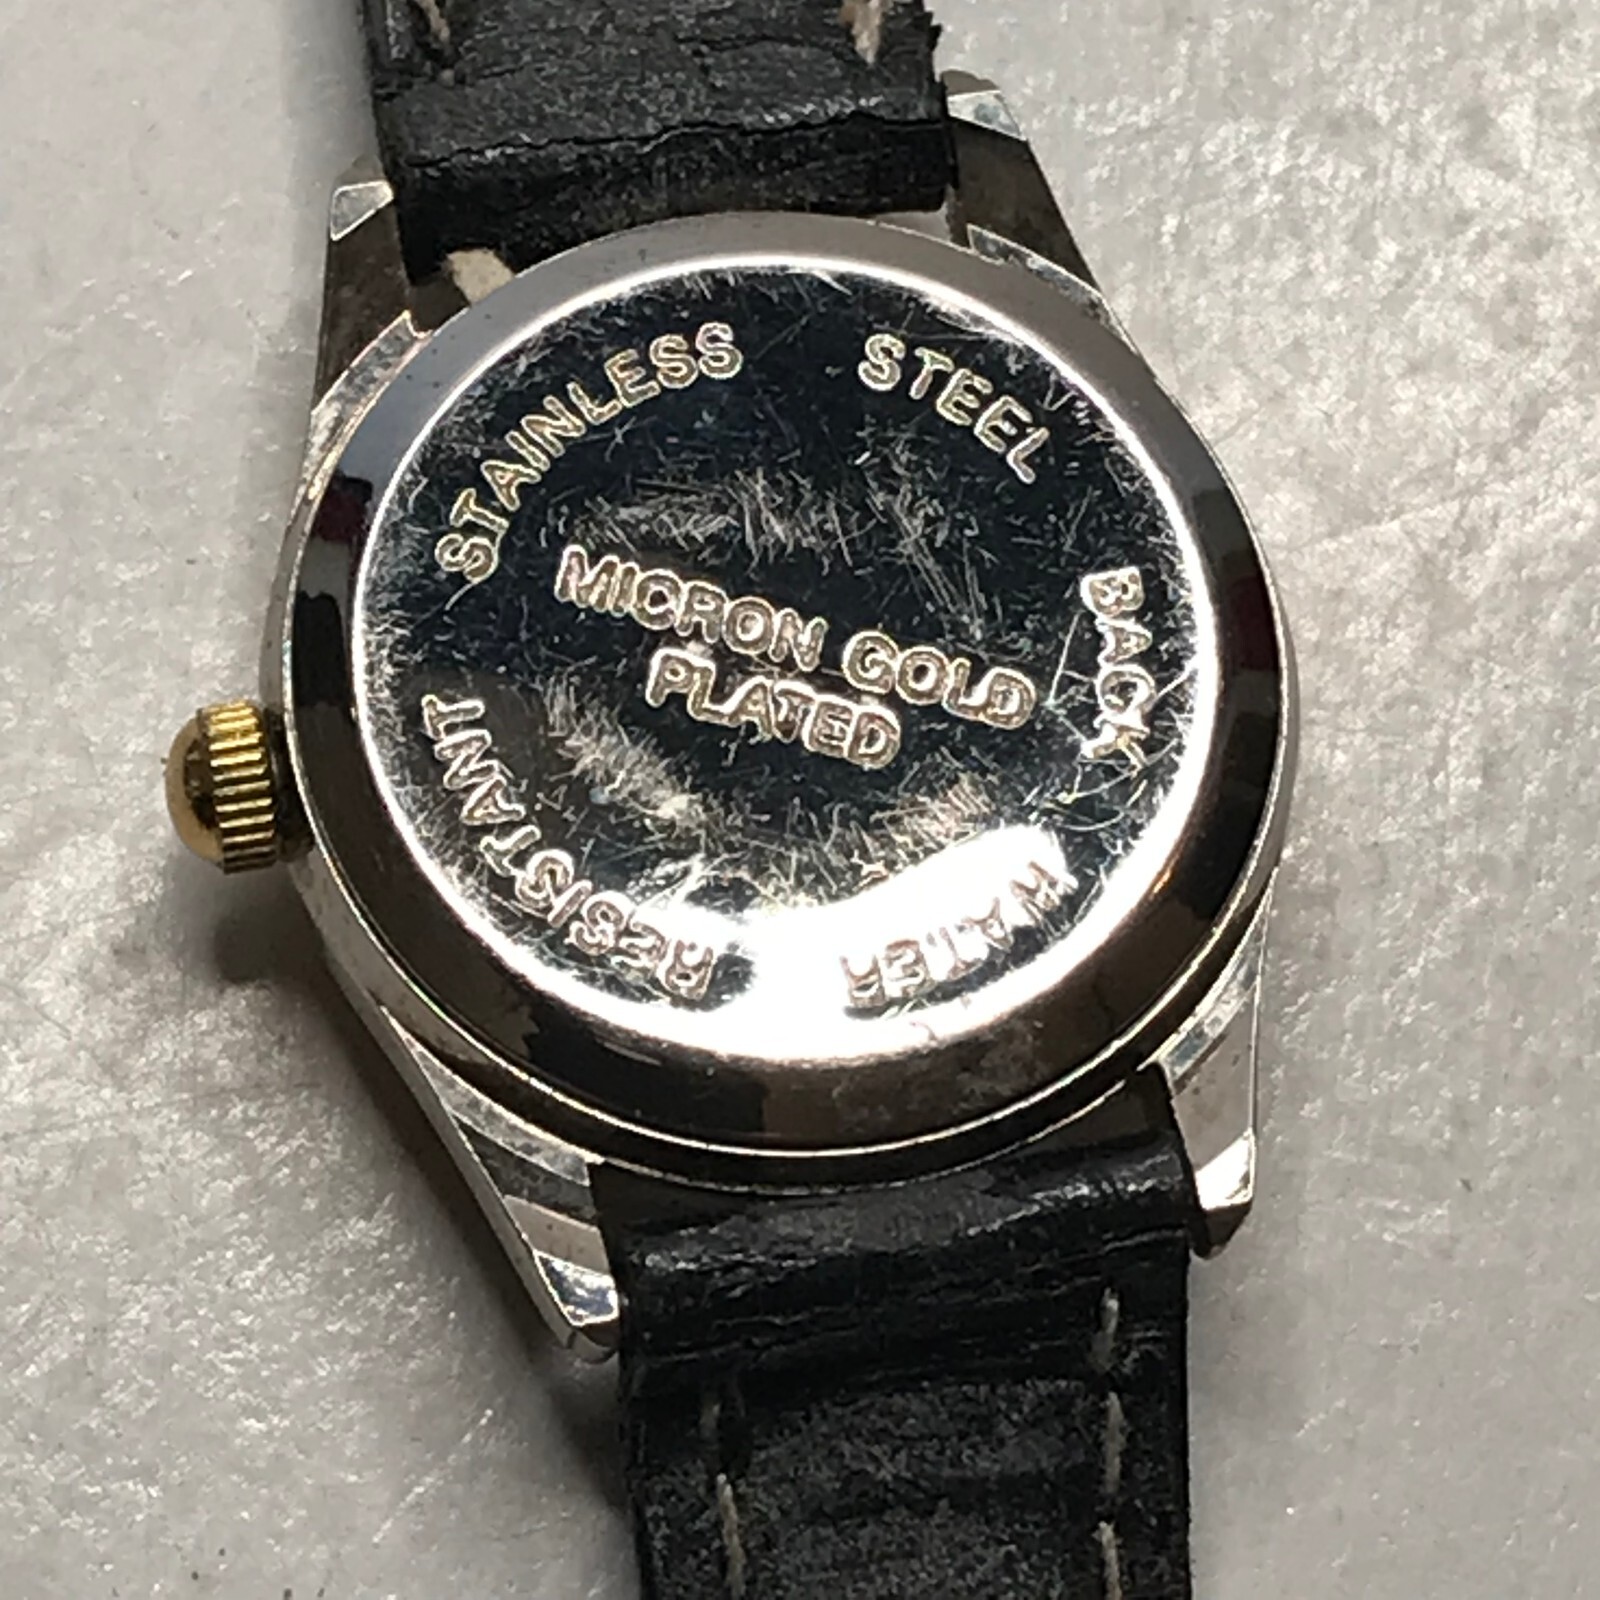 STAINLESS STEEL BACK WATER RESISTANT
MICRON GOLD
PLATED